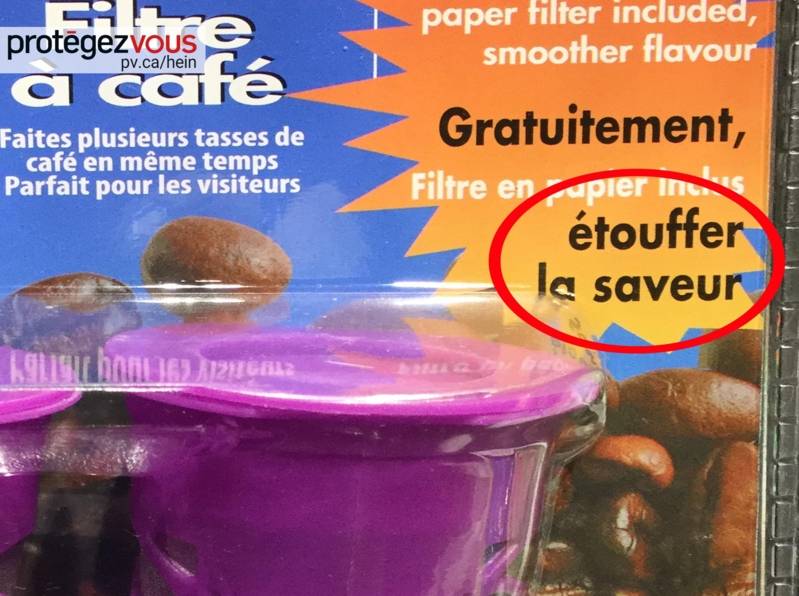 protégezvous
pv.ca/hein
Filtre
à café
Faites plusieurs tasses de
café en même temps
Parfait pour les visiteurs
paper filter included,
smoother flavour
Gratuitement,
Filtre en papier inclus
étouffer
la saveur